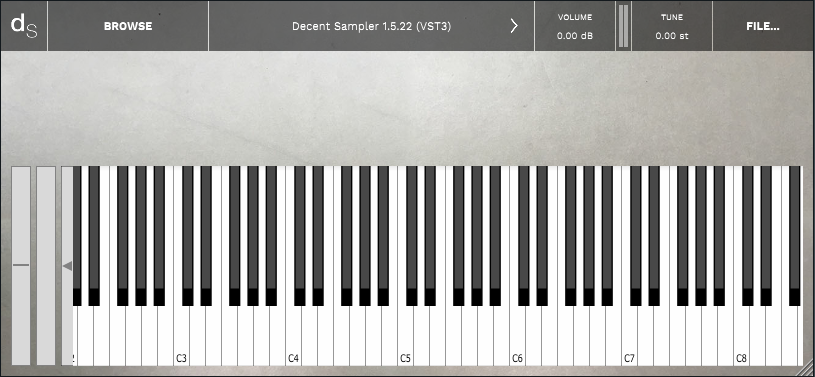 ds
BROWSE
Decent Sampler 1.5.22 (VST3)
VOLUME
0.00 dB
TUNE
0.00 st
FILE...
C3
C4
C5
C6
C7
C8